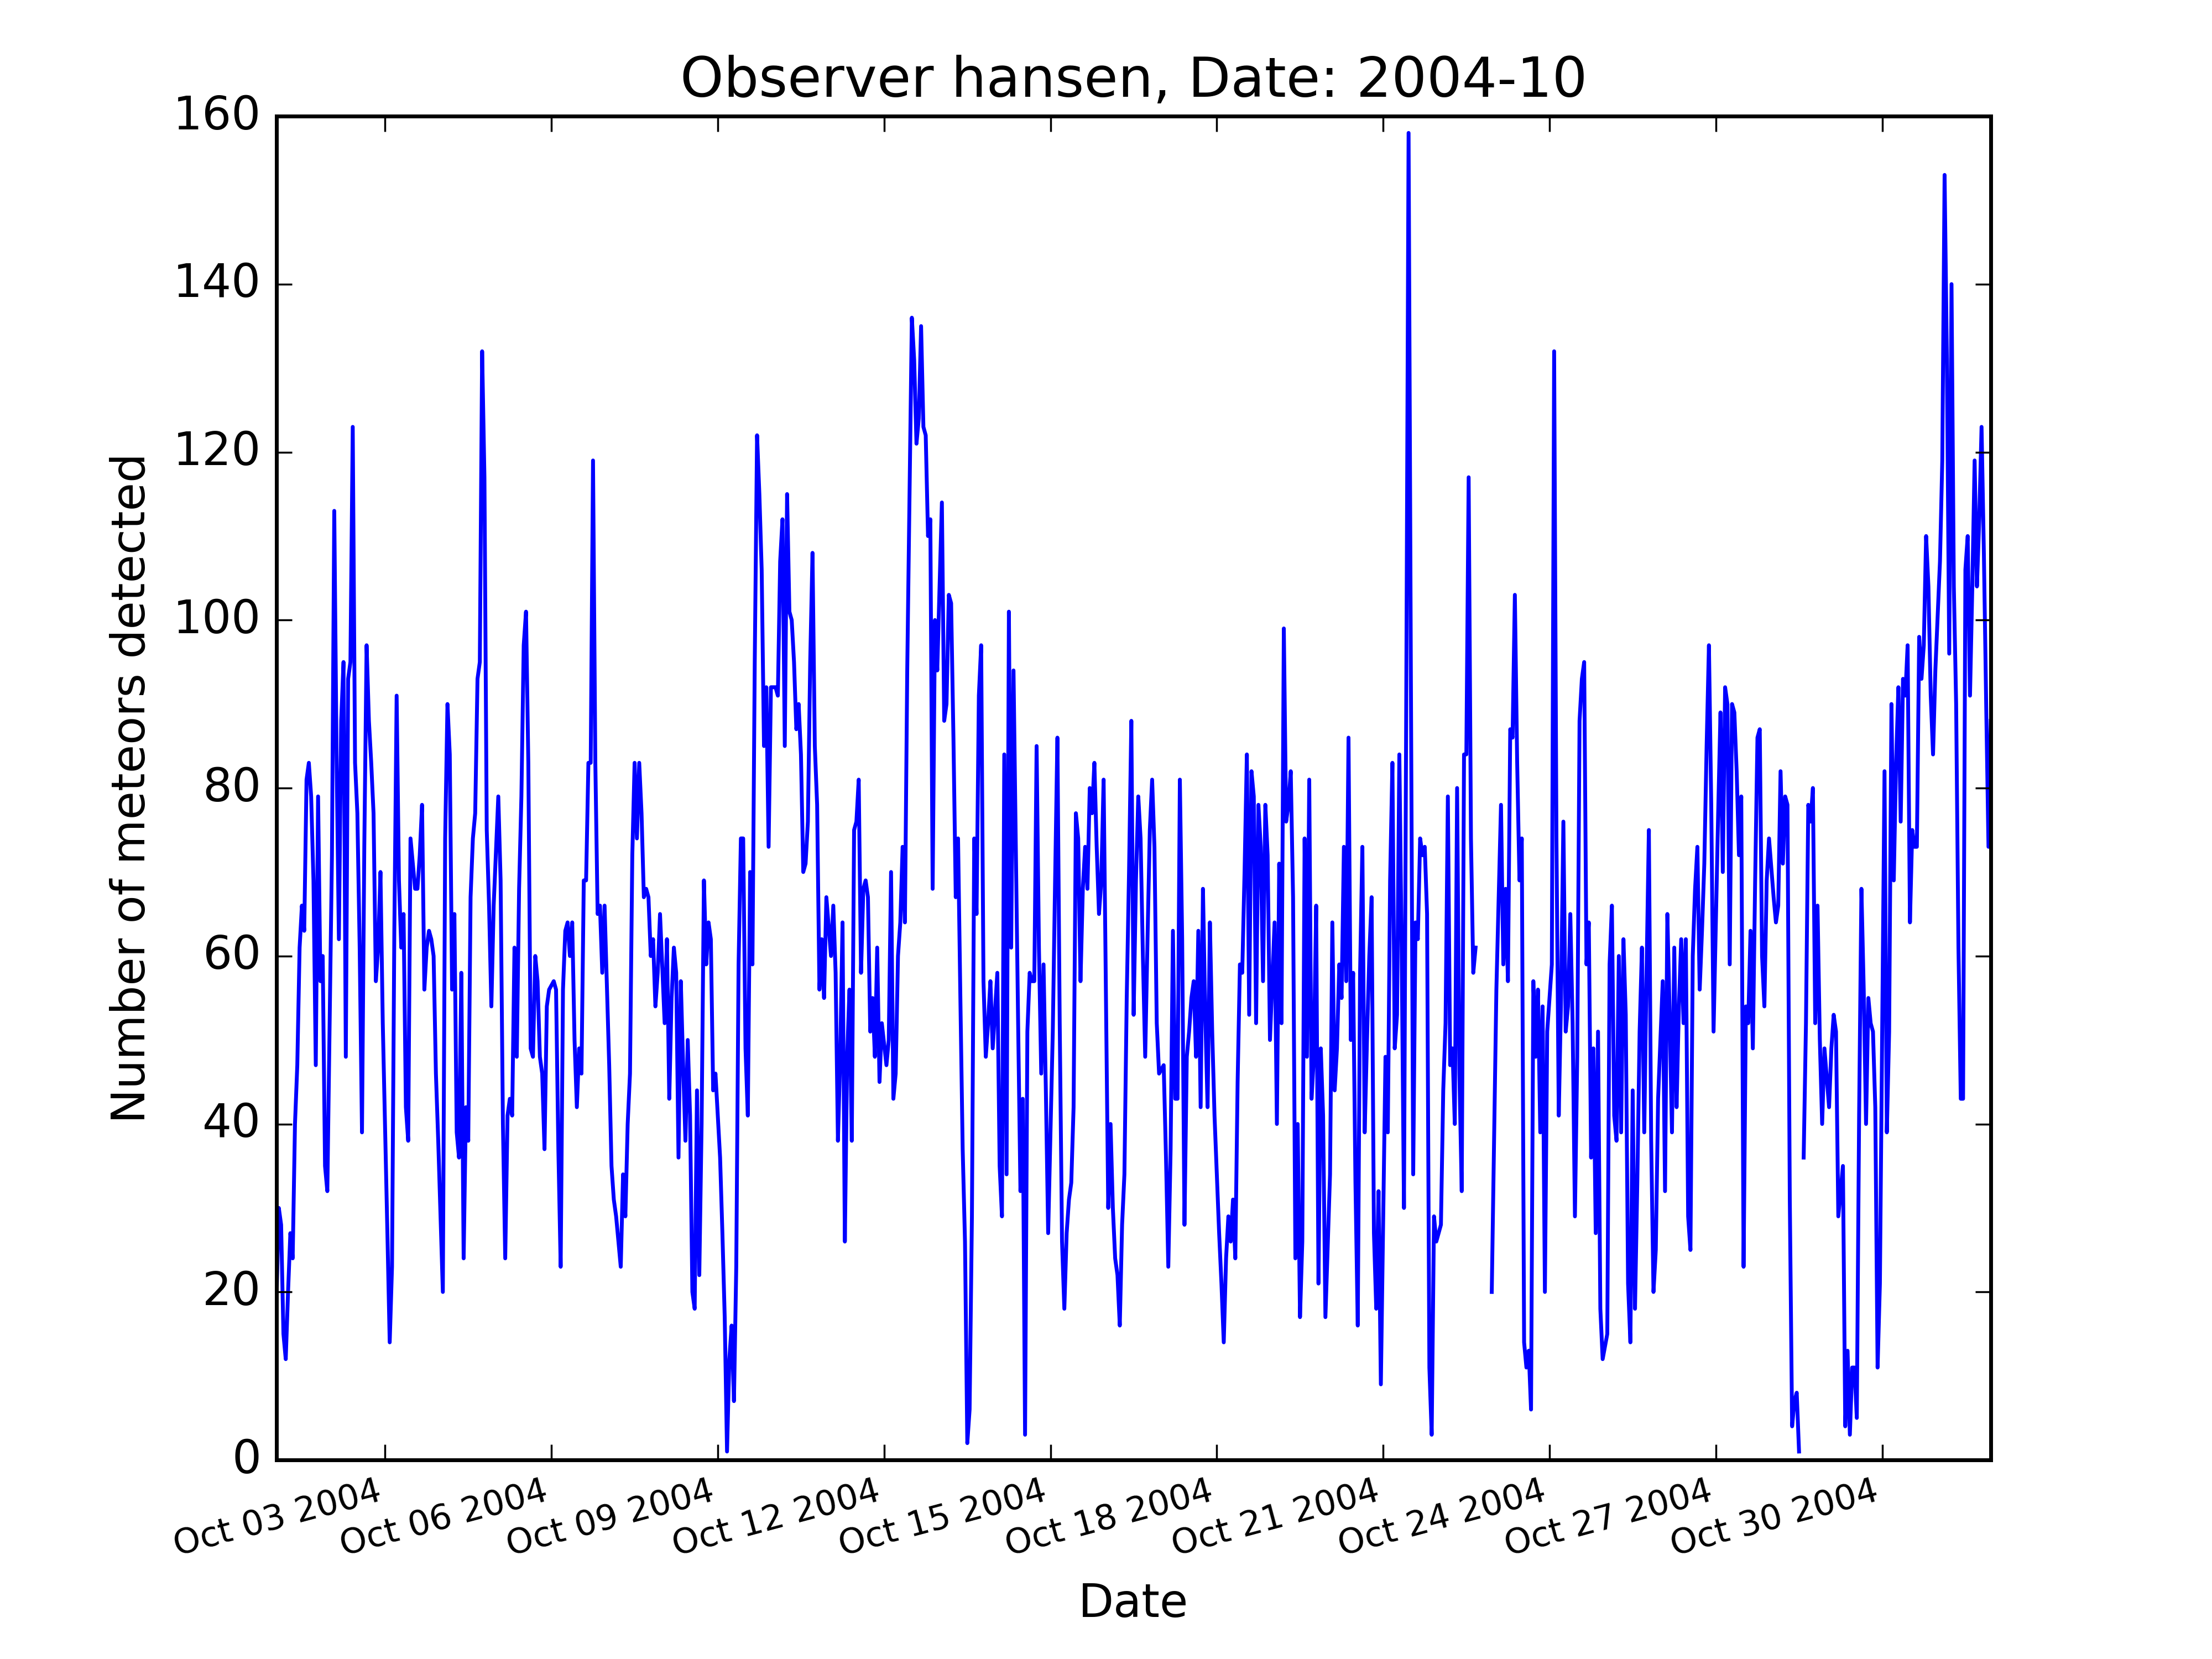 Observer hansen, Date: 2004-10
Number of meteors detected
160
140
120
100
80
60
40
20
0
Oct 03 2004
Oct 06 2004
Oct 09 2004
Oct 12 2004
Oct 15 2004
Oct 18 2004
Oct 21 2004
Oct 24 2004
Oct 27 2004
Oct 30 2004
Date